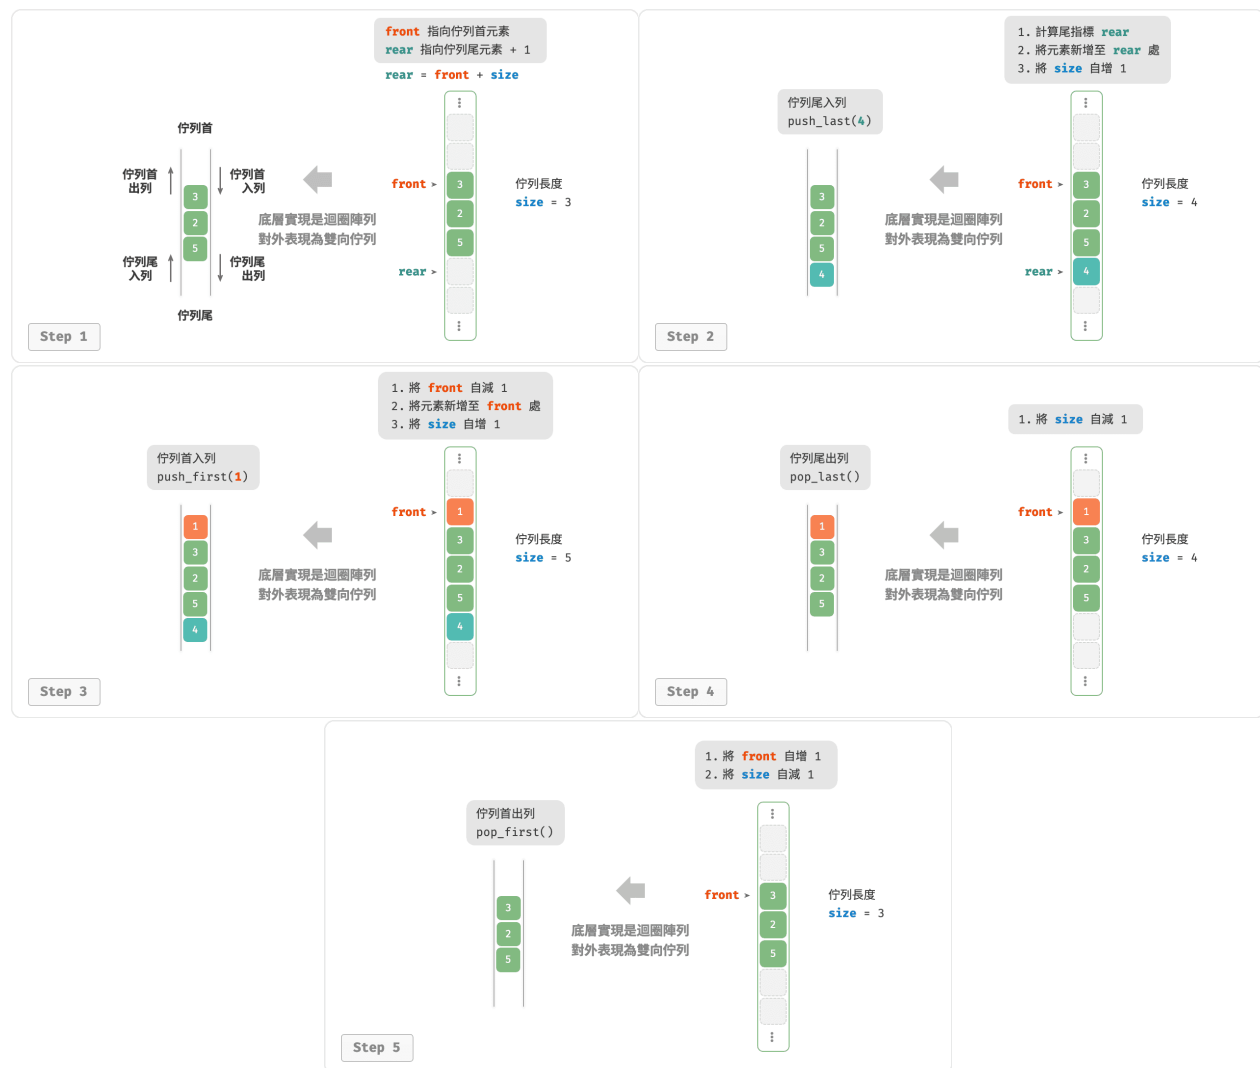 front 指向佇列首元素
rear 指向佇列尾元素 + 1
rear = front + size
佇列首
佇列首
出列
佇列首
入列
3
2
5
佇列尾
入列
佇列尾
出列
佇列尾
底層實現是迴圈陣列
對外表現為雙向佇列
front
3
2
5
rear
佇列長度
size = 3
Step 1
1. 計算尾指標 rear
2. 將元素新增至 rear 處
3. 將 size 自增 1
佇列尾入列
push_last(4)
3
2
5
4
底層實現是迴圈陣列
對外表現為雙向佇列
front
3
2
5
rear
4
佇列長度
size = 4
Step 2
1. 將 front 自減 1
2. 將元素新增至 front 處
3. 將 size 自增 1
佇列首入列
push_first(1)
1
3
2
5
4
底層實現是迴圈陣列
對外表現為雙向佇列
front
1
3
2
5
4
佇列長度
size = 5
Step 3
1. 將 size 自減 1
佇列尾出列
pop_last()
1
3
2
5
底層實現是迴圈陣列
對外表現為雙向佇列
front
1
3
2
5
佇列長度
size = 4
Step 4
1. 將 front 自增 1
2. 將 size 自減 1
佇列首出列
pop_first()
3
2
5
底層實現是迴圈陣列
對外表現為雙向佇列
front
3
2
5
佇列長度
size = 3
Step 5